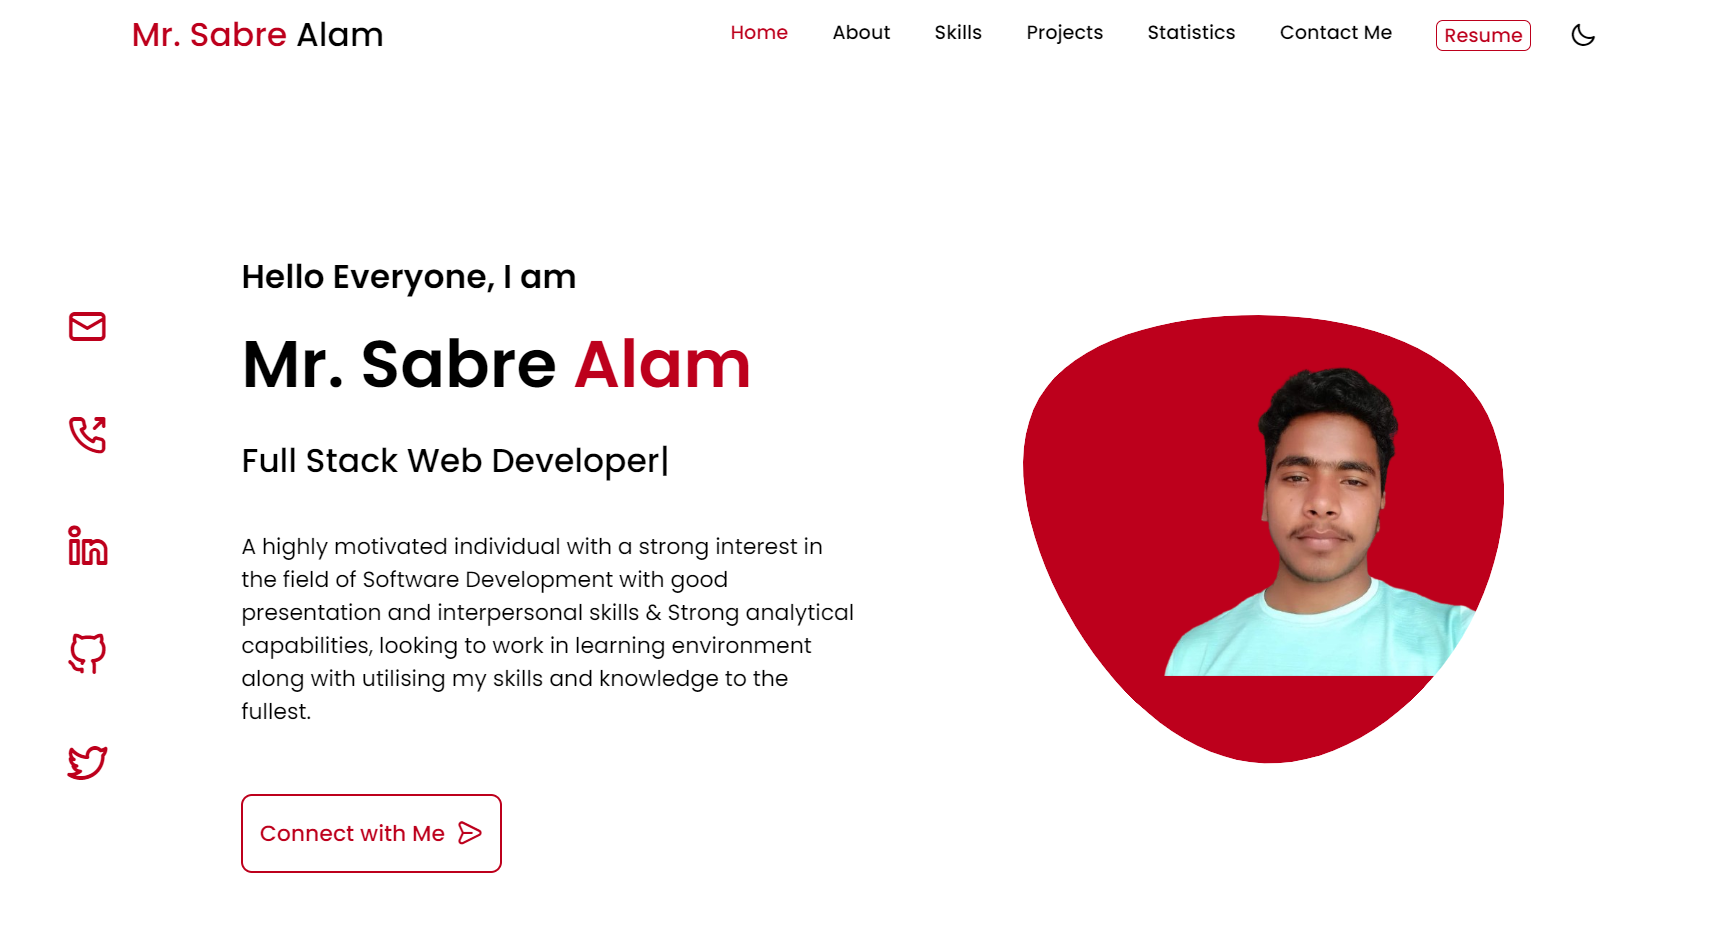 Mr. Sabre Alam
Home About Skills Projects Statistics Contact Me Resume
Hello Everyone, I am
Mr. Sabre Alam
Full Stack Web Developer|
A highly motivated individual with a strong interest in
the field of Software Development with good
presentation and interpersonal skills & Strong analytical
capabilities, looking to work in learning environment
along with utilising my skills and knowledge to the
fullest.
Connect with Me